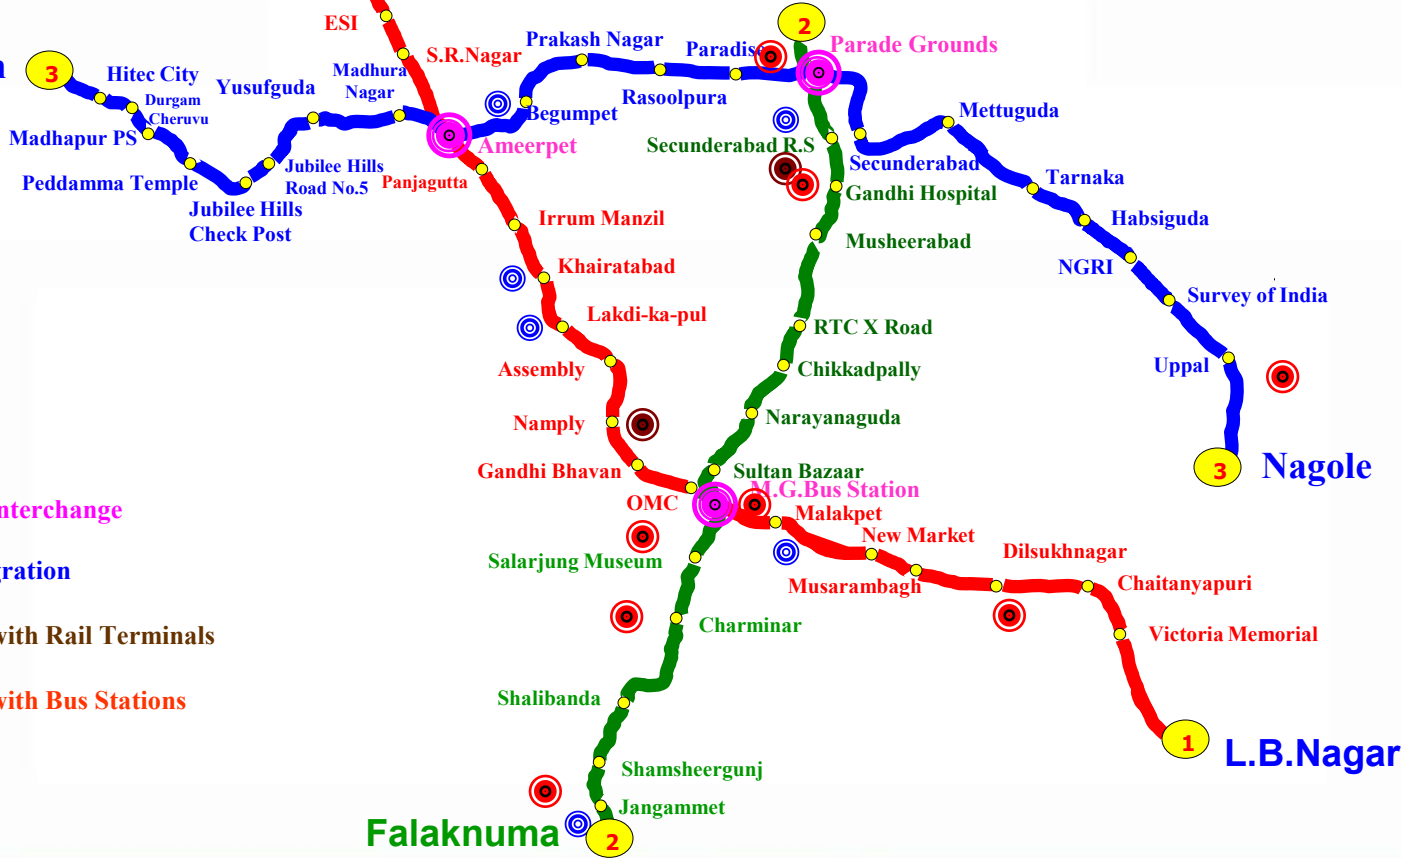 ESI
S.R.Nagar
Prakash Nagar
Paradise
2
Parade Grounds
3
Hitec City
Durgam
Cheruvu
Yusufguda
Madhura
Nagar
Rasoolpura
Begumpet
Mettuguda
Madhapur PS
Ameerpet
Secunderabad R.S
Secunderabad
Peddamma Temple
Jubilee Hills
Road No.5
Panjagutta
Tarnaka
Gandhi Hospital
Jubilee Hills
Check Post
Irrum Manzil
Musheerabad
Habsiguda
Khairatabad
NGRI
Survey of India
Lakdi-ka-pul
RTC X Road
Assembly
Chikkadpally
Uppal
Namply
Narayanaguda
Gandhi Bhavan
Sultan Bazaar
3
Nagole
OMC
M.G.Bus Station
Malakpet
nterchange
New Market
Salarjung Museum
Dilsukhnagar
gration
Musarambagh
Chaitanyapuri
with Rail Terminals
Charminar
Victoria Memorial
with Bus Stations
Shalibanda
1
L.B.Nagar
Shamsheergunj
Jangammet
Falaknuma
2